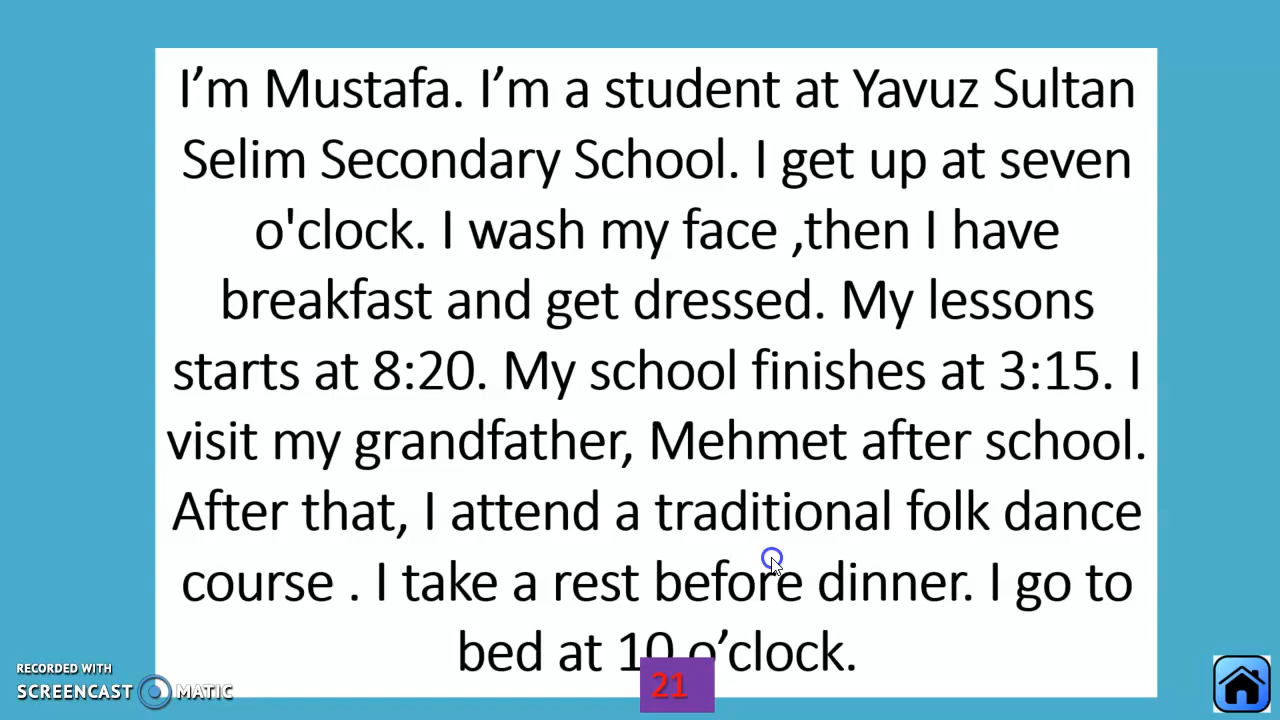 I’m Mustafa. I’m a student at Yavuz Sultan
Selim Secondary School. I get up at seven
o'clock. I wash my face ,then I have
breakfast and get dressed. My lessons
starts at 8:20. My school finishes at 3:15. I
visit my grandfather, Mehmet after school.
After that, I attend a traditional folk dance
course . I take a rest before dinner. I go to
bed at 10 o’clock.
21
RECORDED WITH
SCREENCAST MATIC